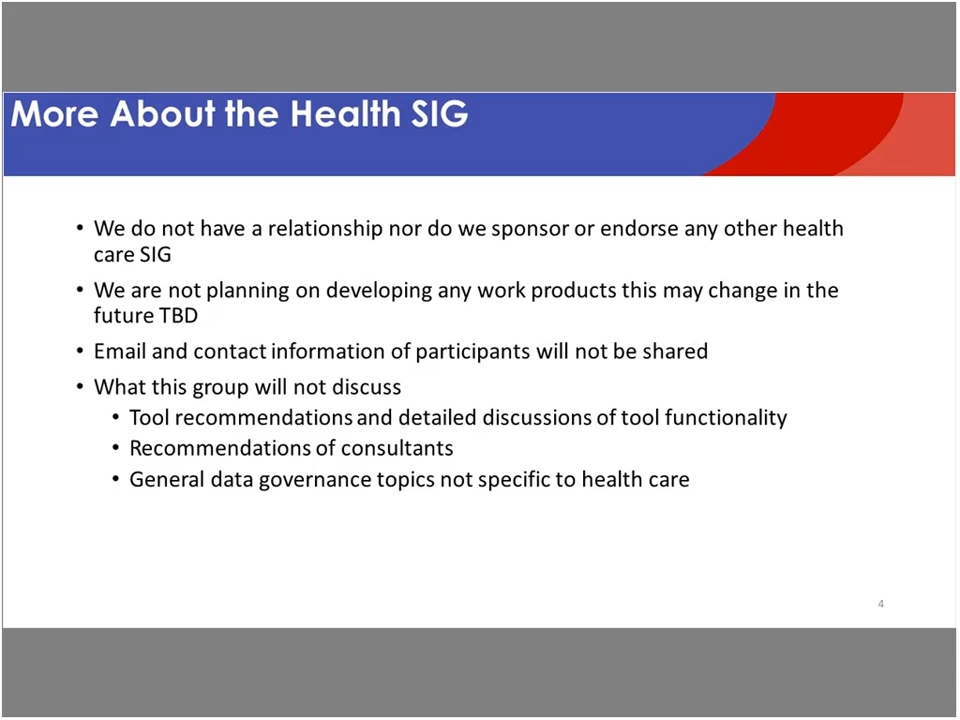 More About the Health SIG
• We do not have a relationship nor do we sponsor or endorse any other health
care SIG
• We are not planning on developing any work products this may change in the
future TBD
• Email and contact information of participants will not be shared
• What this group will not discuss
• Tool recommendations and detailed discussions of tool functionality
• Recommendations of consultants
• General data governance topics not specific to health care
4